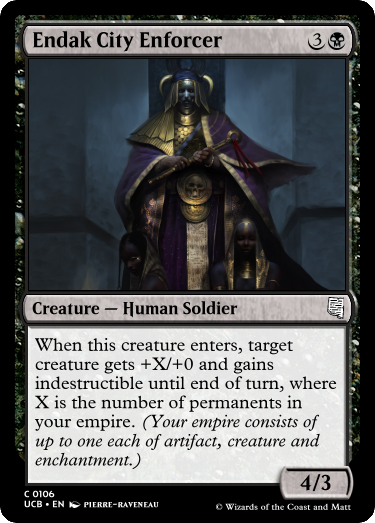 Endak City Enforcer 3
Creature — Human Soldier
When this creature enters, target
creature gets +X/+0 and gains
indestructible until end of turn, where
X is the number of permanents in
your empire. (Your empire consists of
up to one each of artifact, creature and
enchantment.)
4/3
C 0106
UCB • EN PIERRE-RAVENEAU © Wizards of the Coast and Matt